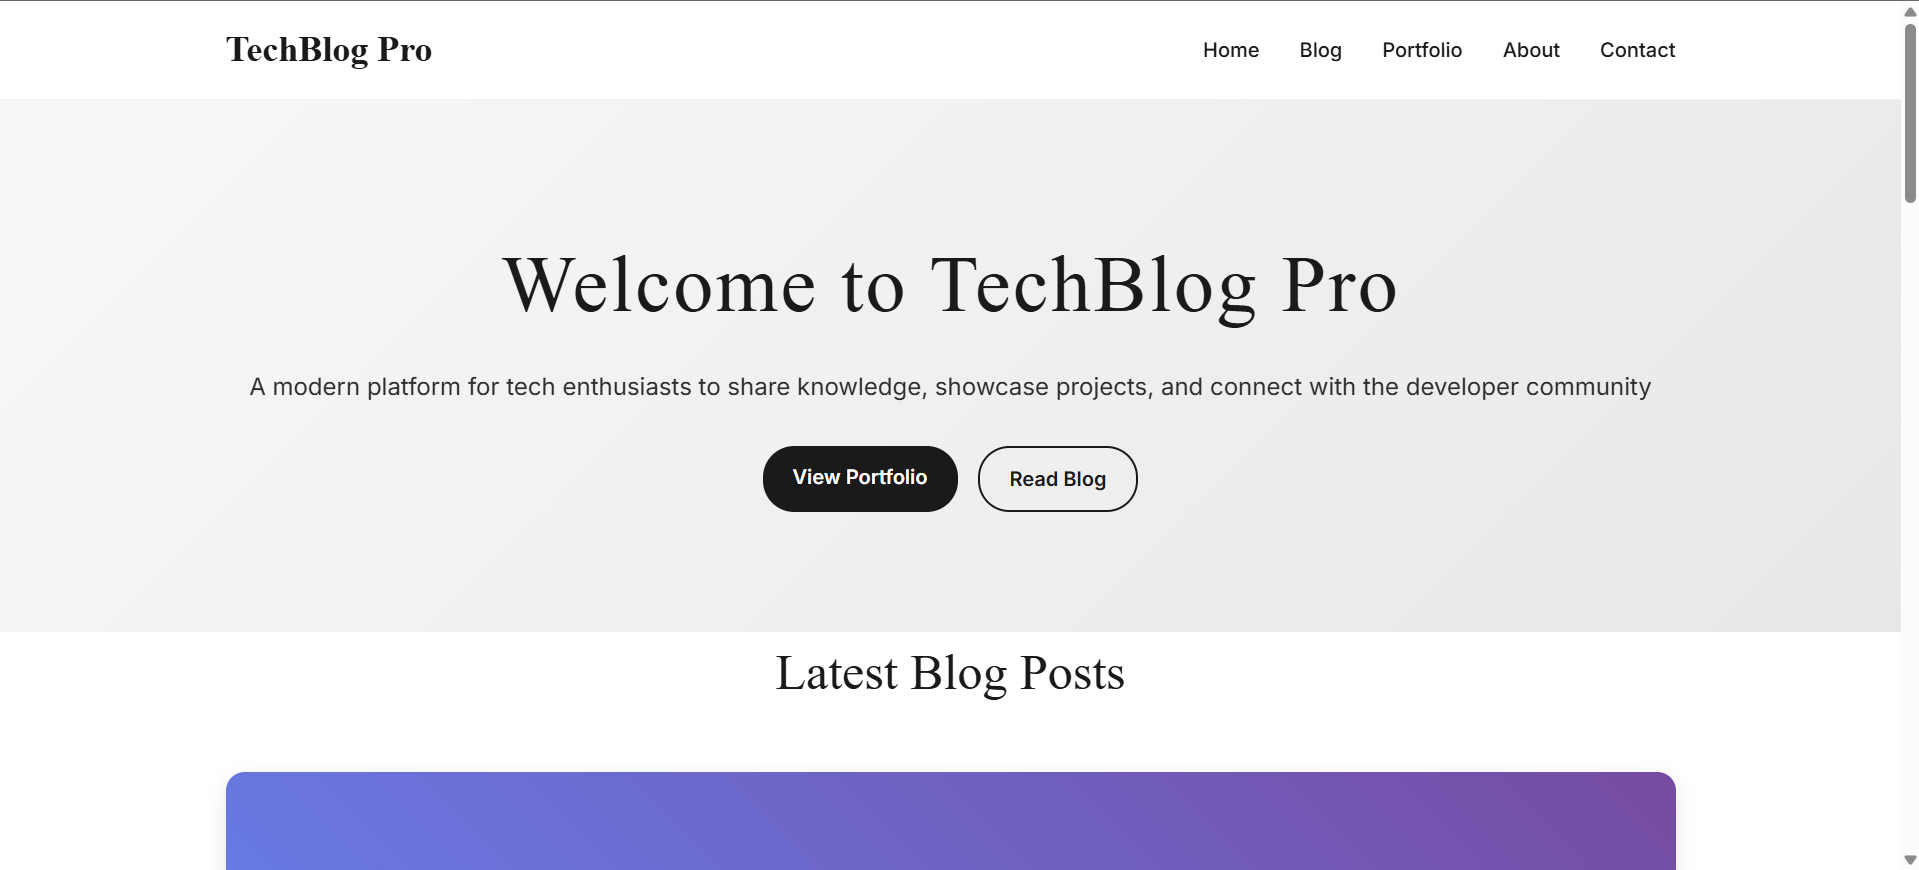 TechBlog Pro
Home Blog Portfolio About Contact
Welcome to TechBlog Pro
A modern platform for tech enthusiasts to share knowledge, showcase projects, and connect with the developer community
View Portfolio Read Blog
Latest Blog Posts